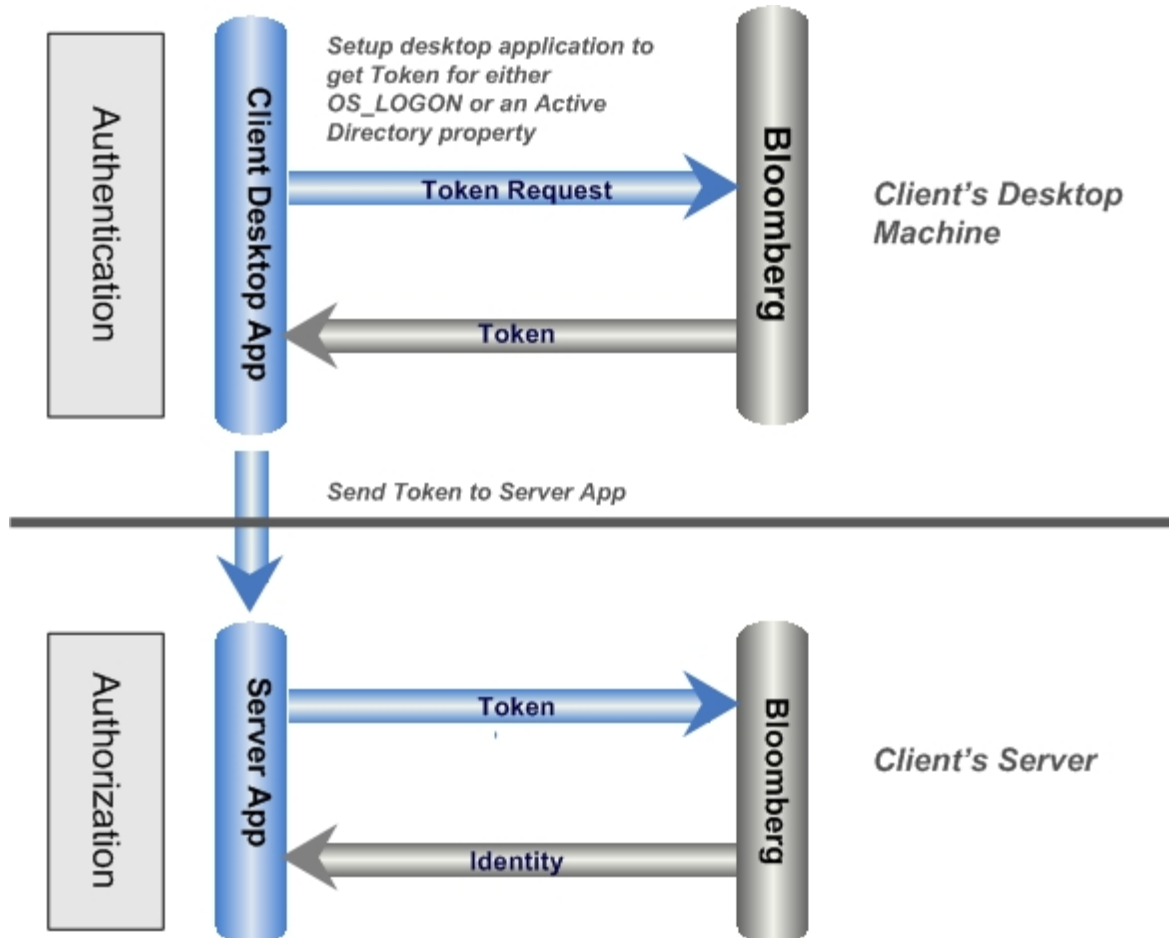 Authentication
Client Desktop App
Setup desktop application to
get Token for either
OS_LOGON or an Active
Directory property
Token Request
Token
Bloomberg
Client's Desktop
Machine
Send Token to Server App
Authorization
Server App
Token
Identity
Bloomberg
Client's Server